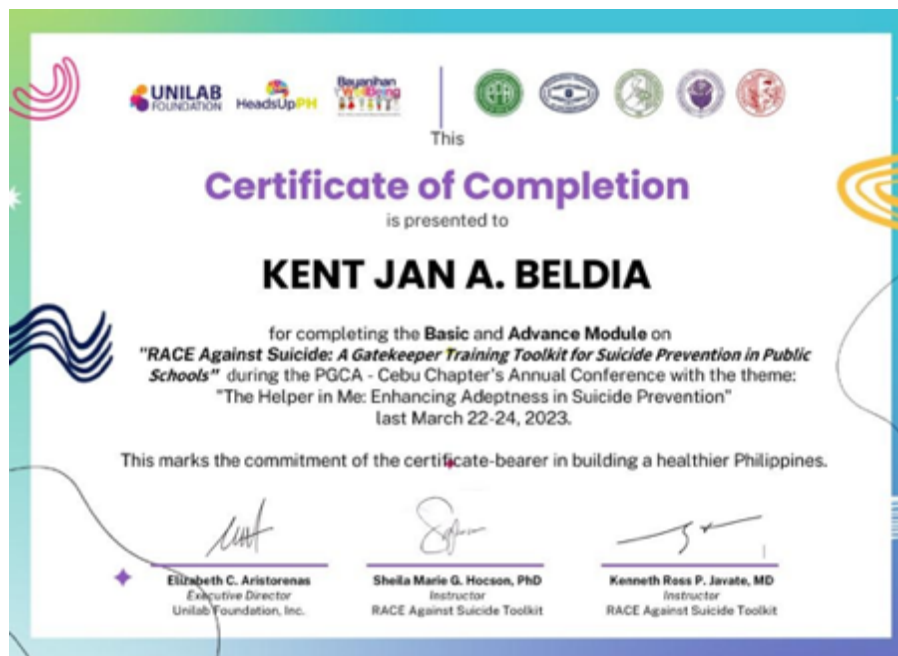 UNILAB
FOUNDATION
HeadsUpPH
Bayanihan
Wellbeing
This
Certificate of Completion
is presented to
KENT JAN A. BELDIA
for completing the Basic and Advance Module on
"RACE Against Suicide: A Gatekeeper Training Toolkit for Suicide Prevention in Public
Schools" during the PGCA - Cebu Chapter's Annual Conference with the theme:
"The Helper in Me: Enhancing Adeptness in Suicide Prevention"
last March 22-24, 2023.
This marks the commitment of the certificate-bearer in building a healthier Philippines.
Elizabeth C. Aristorenas
Executive Director
Unilab Foundation, Inc.
Sheila Marie G. Hocson, PhD
Instructor
RACE Against Suicide Toolkit
Kenneth Ross P. Javate, MD
Instructor
RACE Against Suicide Toolkit